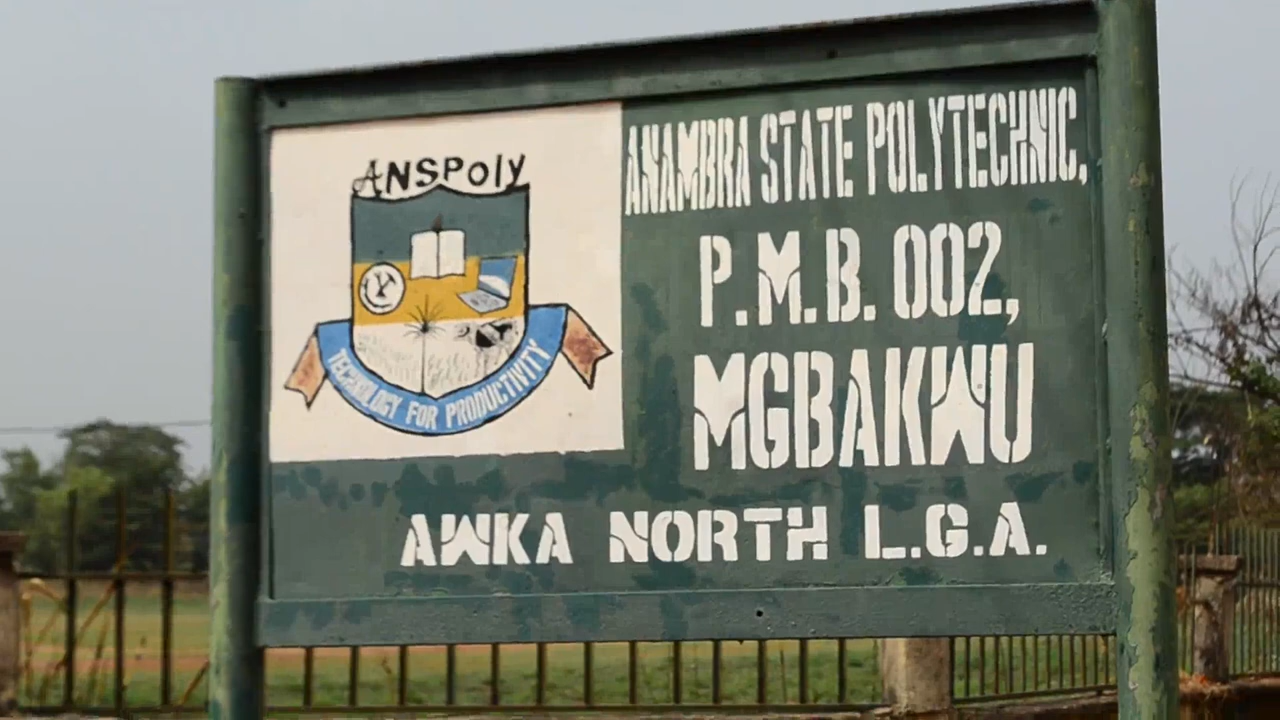 ANSPoly
TECHNOLOGY FOR PRODUCTIVITY
ANAMBRA STATE POLYTECHNIC,
P.M.B. 002,
MGBAKWU
AWKA NORTH L.G.A.